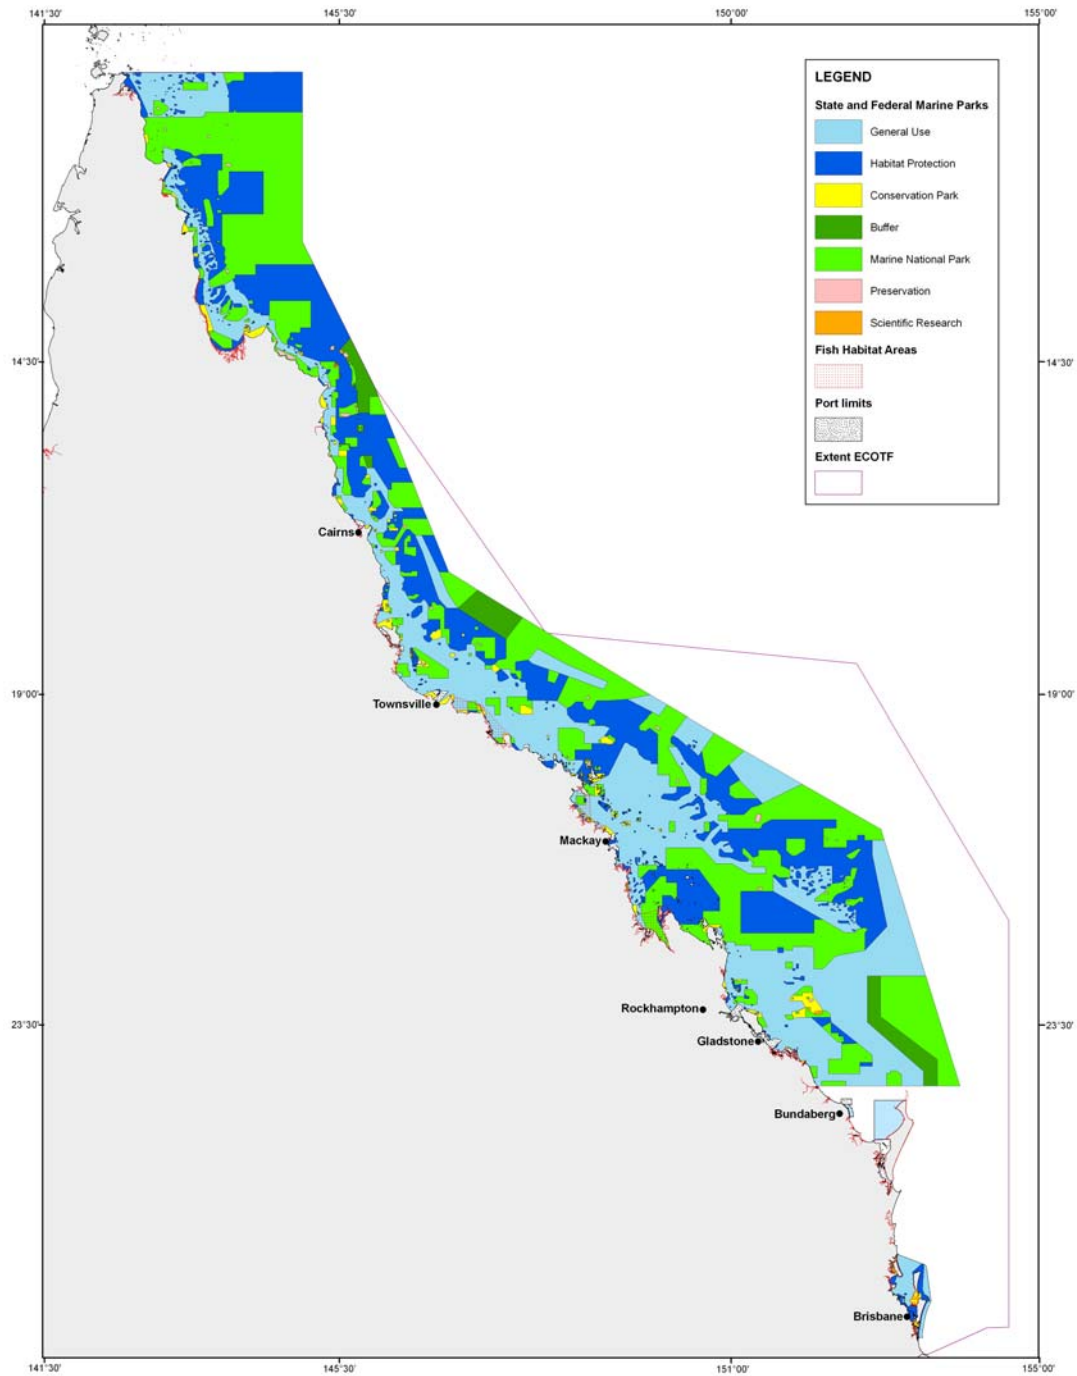 141°30'
145°30'
150°00'
155°00'
LEGEND
State and Federal Marine Parks
General Use
Habitat Protection
Conservation Park
Buffer
Marine National Park
Preservation
Scientific Research
Fish Habitat Areas
Port limits
Extent ECOTF
14°30'
14°30'
Cairns
19°00'
Townsville
19°00'
Mackay
Rockhampton
23°30'
23°30'
Gladstone
Bundaberg
Brisbane
141°30'
145°30'
151°00'
155°00'